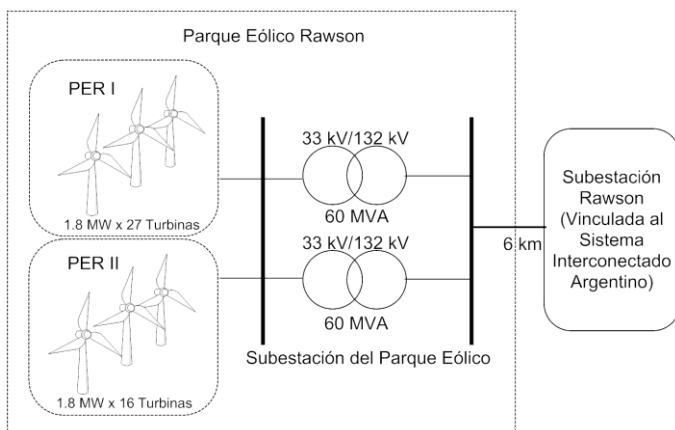 Parque Eólico Rawson
PER I
1.8 MW x 27 Turbinas
PER II
1.8 MW x 16 Turbinas
33 kV/132 kV
60 MVA
33 kV/132 kV
60 MVA
Subestación del Parque Eólico
6 km
Subestación
Rawson
(Vinculada al
Sistema
Interconectado
Argentino)